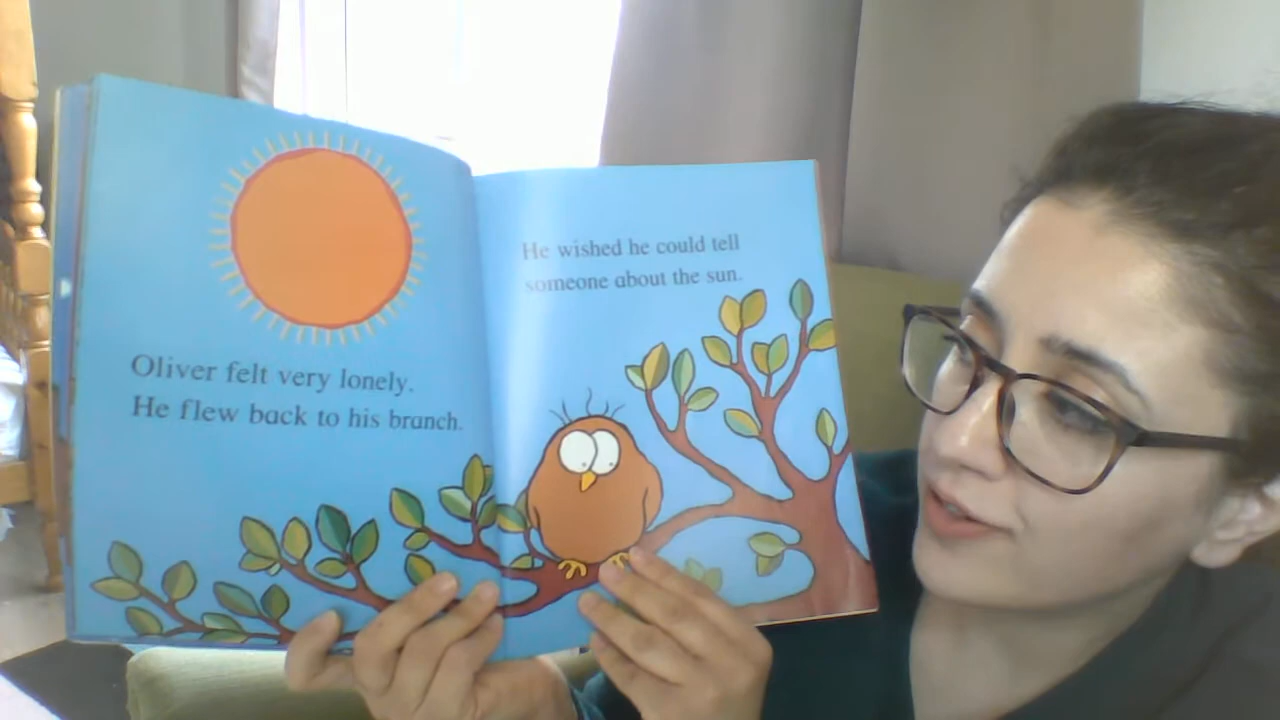 Oliver felt very lonely.
He flew back to his branch.
He wished he could tell
someone about the sun.